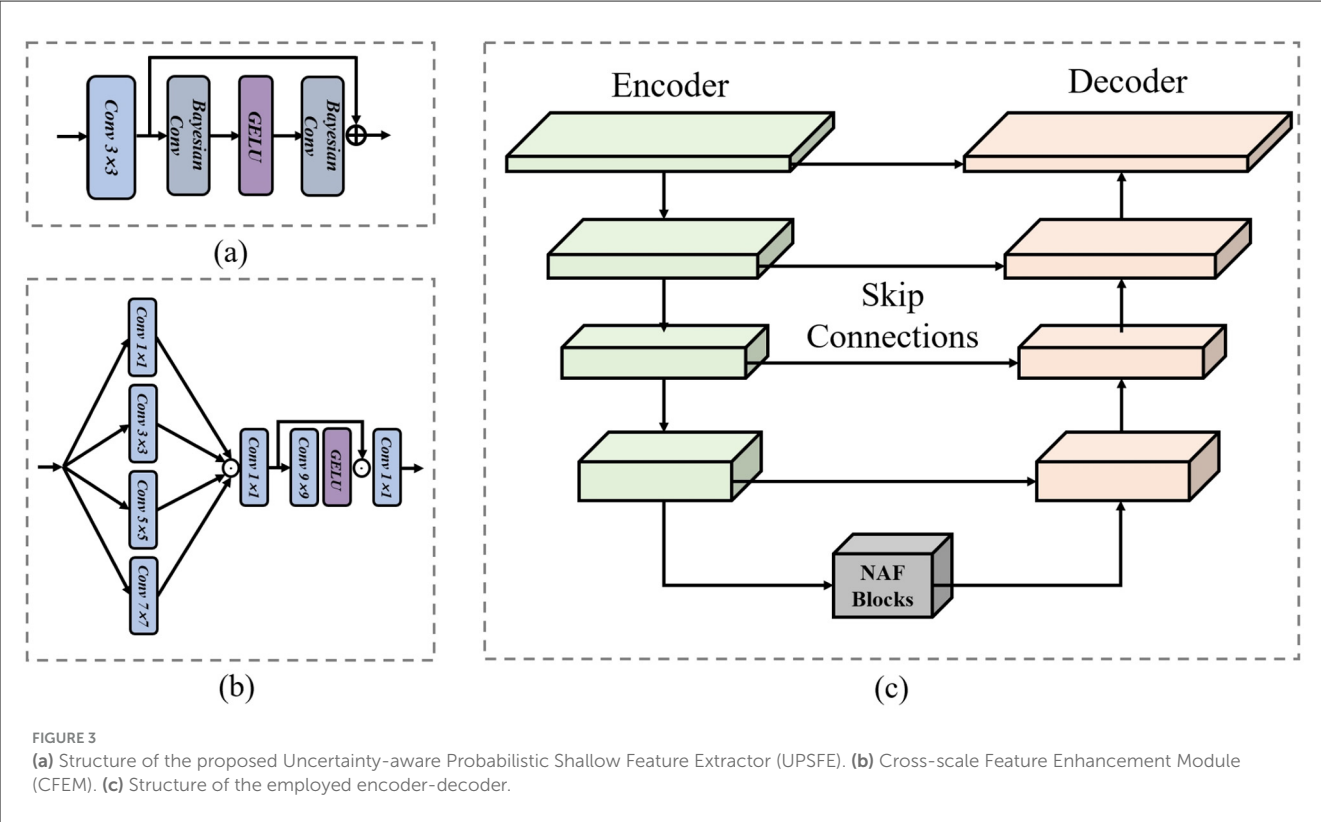 Conv 3×3
Bayesian
Conv
GELU
Bayesian
Conv
(a)
Conv 1×1
Conv 3×3
Conv 5×5
Conv 7×7
Conv 1×1
Conv 9×9
GELU
Conv 1×1
(b)
Encoder
Decoder
Skip
Connections
NAF
Blocks
(c)
FIGURE 3
(a) Structure of the proposed Uncertainty-aware Probabilistic Shallow Feature Extractor (UPSFE). (b) Cross-scale Feature Enhancement Module
(CFEM). (c) Structure of the employed encoder-decoder.